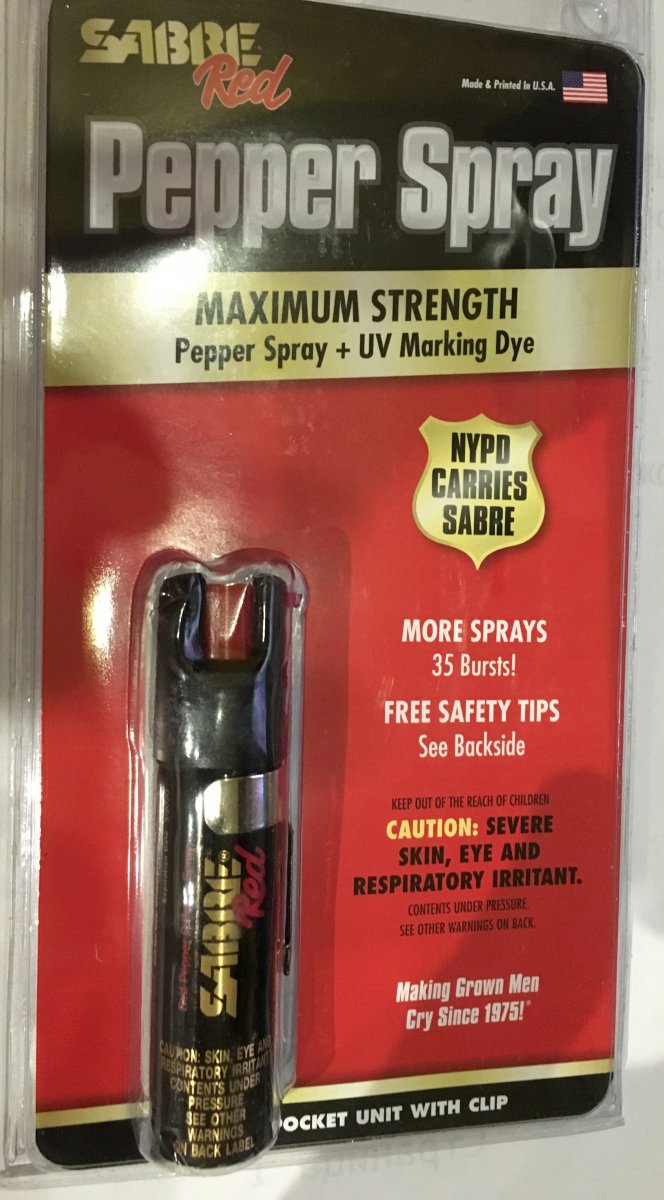 SABRE
Red
Made & Printed In U.S.A.
Pepper Spray
MAXIMUM STRENGTH
Pepper Spray + UV Marking Dye
NYPD
CARRIES
SABRE
MORE SPRAYS
35 Bursts!
FREE SAFETY TIPS
See Backside
KEEP OUT OF THE REACH OF CHILDREN
CAUTION: SEVERE
SKIN, EYE AND
RESPIRATORY IRRITANT.
CONTENTS UNDER PRESSURE.
SEE OTHER WARNINGS ON BACK.
Making Grown Men
Cry Since 1975!®
POCKET UNIT WITH CLIP
SABRE®
Red
CAUTION: SKIN, EYE AND
RESPIRATORY IRRITANT
CONTENTS UNDER
PRESSURE
SEE OTHER
WARNINGS
ON BACK LABEL